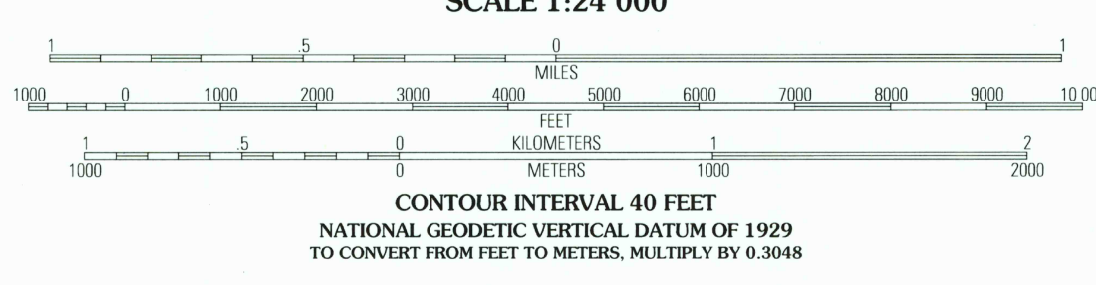 SCALE 1:24 000
1 .5 0 1
MILES
1000 0 1000 2000 3000 4000 5000 6000 7000 8000 9000 10 00
FEET
1 .5 0 KILOMETERS 1 2
1000 0 METERS 1000 2000
CONTOUR INTERVAL 40 FEET
NATIONAL GEODETIC VERTICAL DATUM OF 1929
TO CONVERT FROM FEET TO METERS, MULTIPLY BY 0.3048